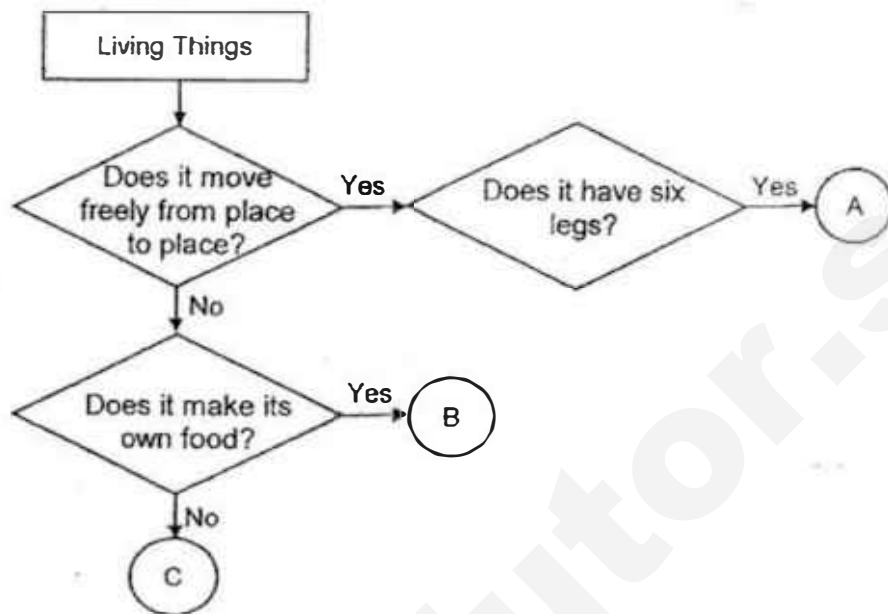 Living Things
Does it move
freely from place
to place?
Yes
Does it have six
legs?
Yes
A
No
Does it make its
own food?
Yes
B
No
C
utor.s